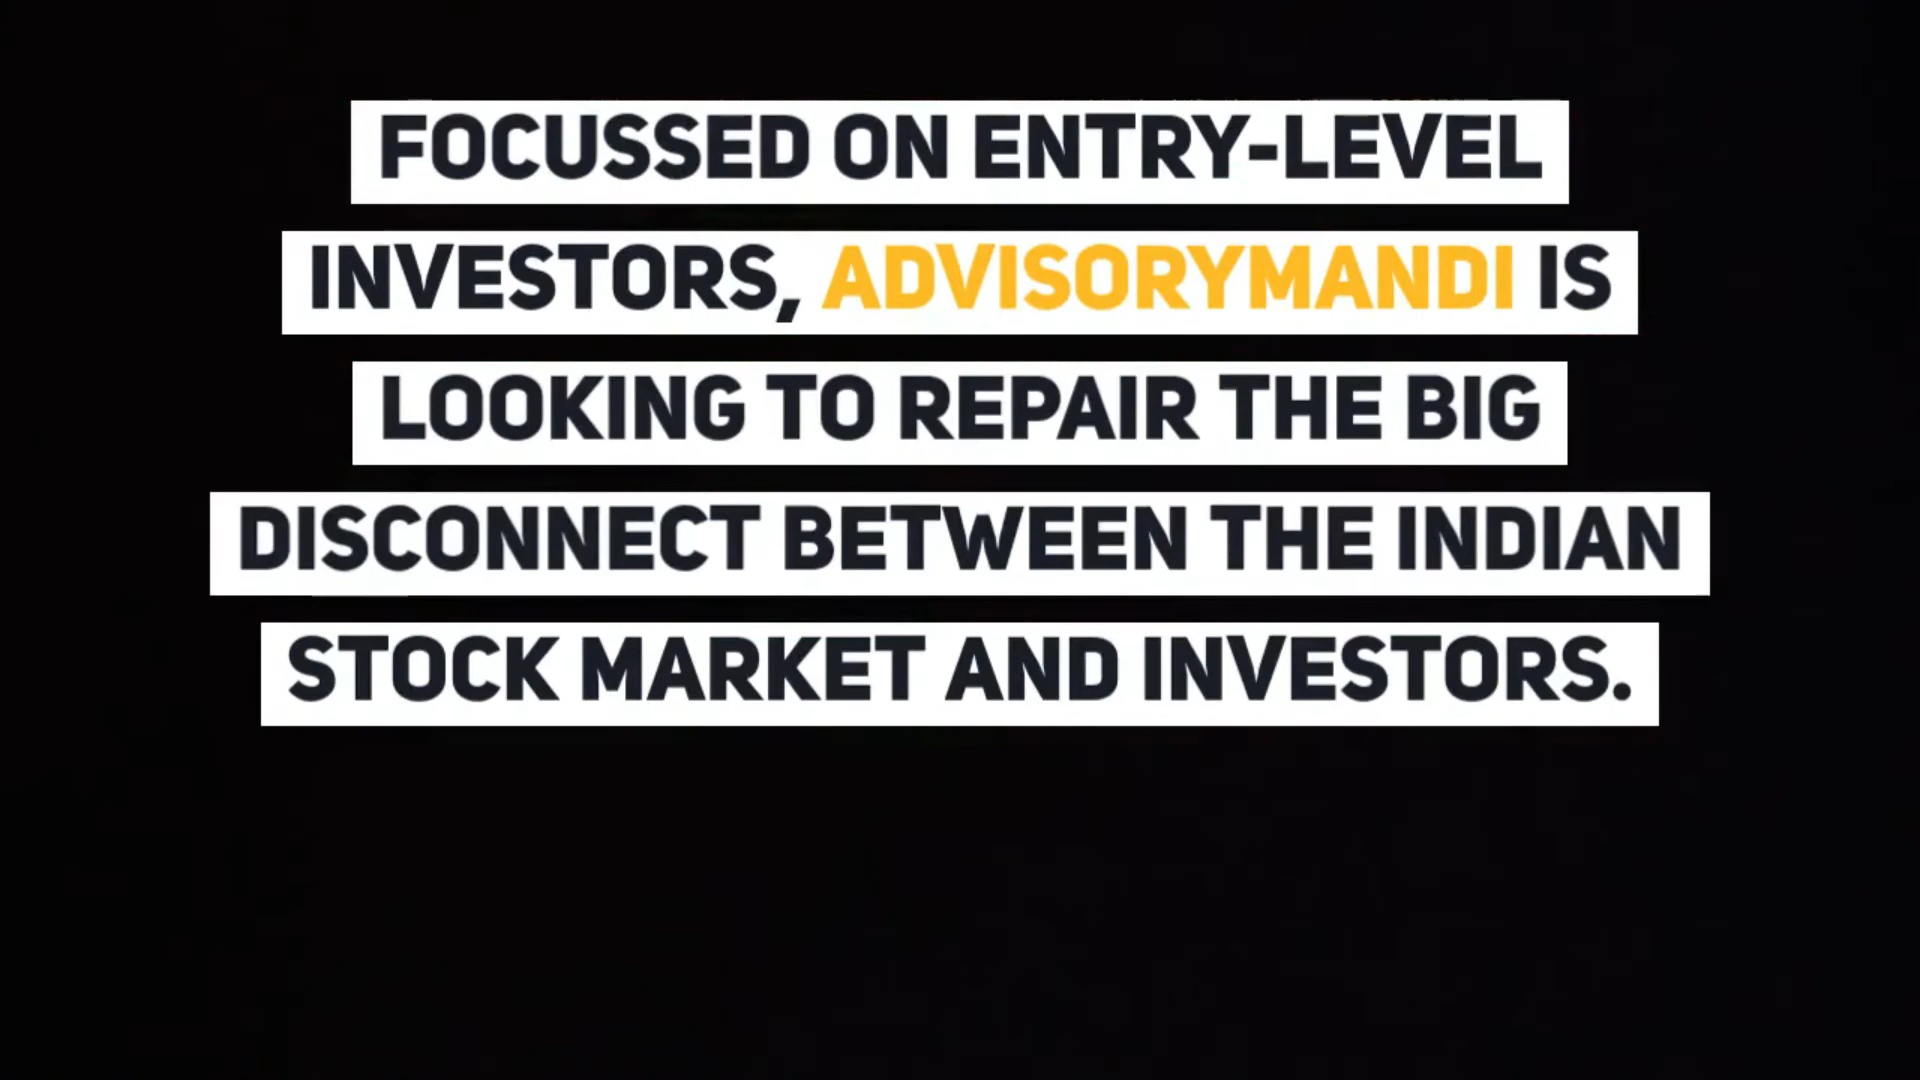 FOCUSSED ON ENTRY-LEVEL
INVESTORS, ADVISORYMANDI IS
LOOKING TO REPAIR THE BIG
DISCONNECT BETWEEN THE INDIAN
STOCK MARKET AND INVESTORS.